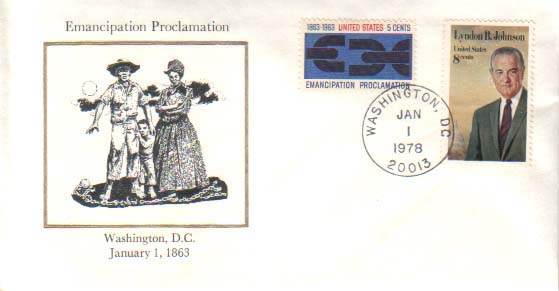 Emancipation Proclamation
Washington, D.C.
January 1, 1863
1863-1963 UNITED STATES 5 CENTS
EMANCIPATION PROCLAMATION
Lyndon B. Johnson
United States
8 cents
WASHINGTON, DC
JAN
1
1978
20013